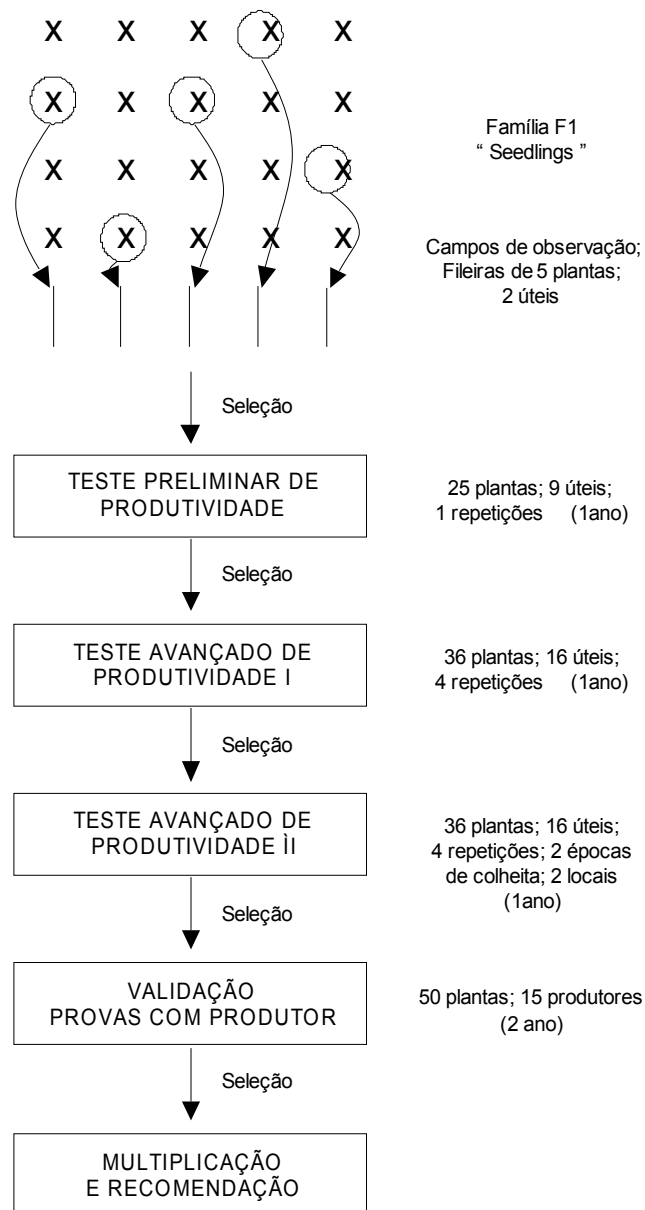 X X X X X
X X X X X
Família F1
“ Seedlings ”
X X X X X
X X X X X
Campos de observação;
Fileiras de 5 plantas;
2 úteis
Seleção
TESTE PRELIMINAR DE
PRODUTIVIDADE
25 plantas; 9 úteis;
1 repetições (1ano)
Seleção
TESTE AVANÇADO DE
PRODUTIVIDADE I
36 plantas; 16 úteis;
4 repetições (1ano)
Seleção
TESTE AVANÇADO DE
PRODUTIVIDADE ÌI
36 plantas; 16 úteis;
4 repetições; 2 épocas
de colheita; 2 locais
(1ano)
Seleção
VALIDAÇÃO
PROVAS COM PRODUTOR
50 plantas; 15 produtores
(2 ano)
Seleção
MULTIPLICAÇÃO
E RECOMENDAÇÃO